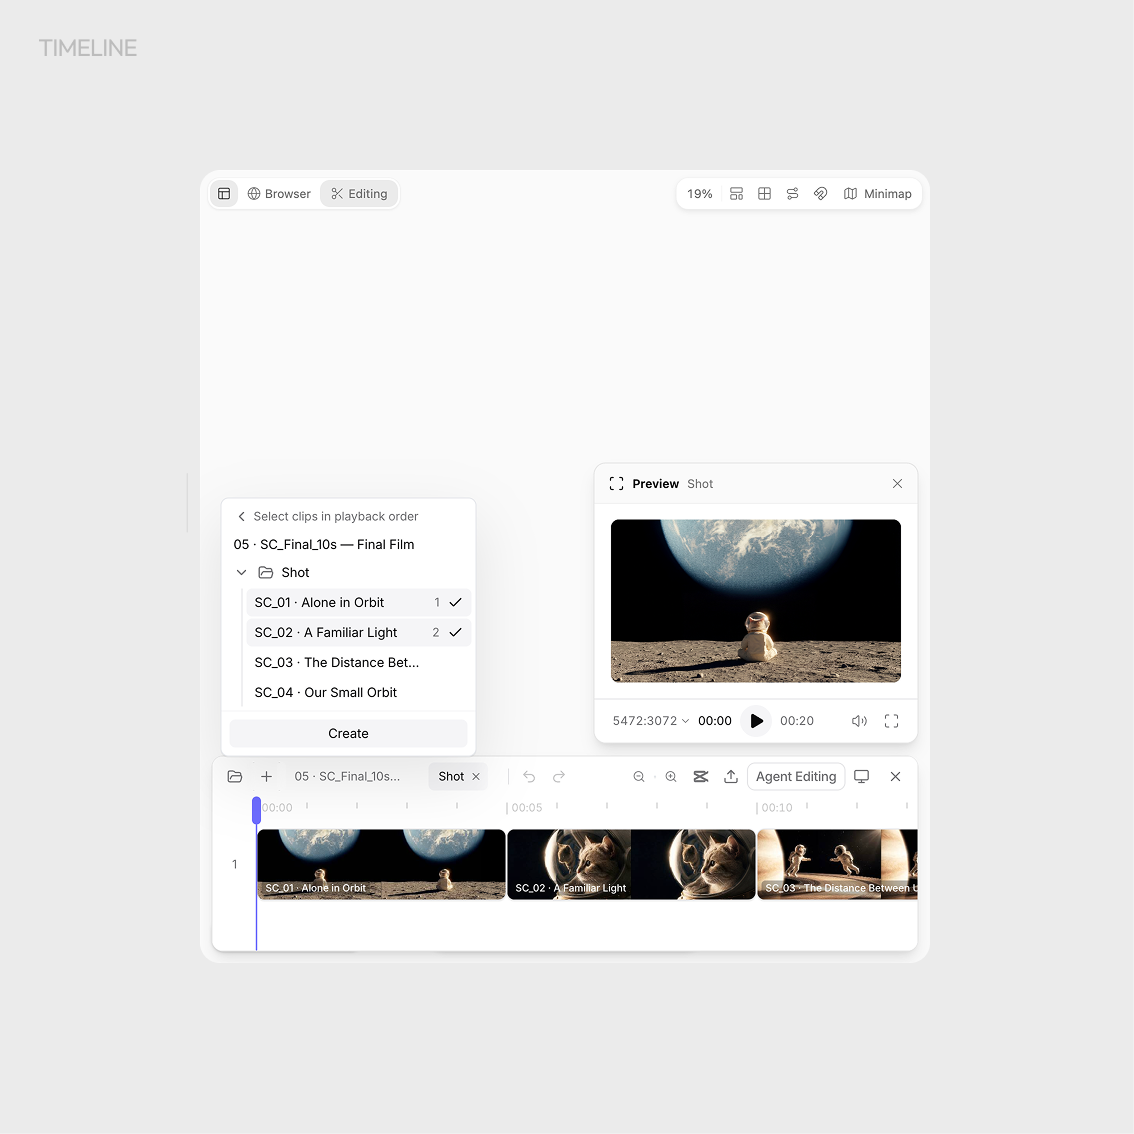 TIMELINE
Browser
Editing
19%
Minimap
Preview Shot
Select clips in playback order
05 · SC_Final_10s — Final Film
Shot
SC_01 · Alone in Orbit 1
SC_02 · A Familiar Light 2
SC_03 · The Distance Bet...
SC_04 · Our Small Orbit
Create
5472:3072 00:00 00:20
05 · SC_Final_10s...
Shot
Agent Editing
00:00 00:05 00:10
1
SC_01 · Alone in Orbit
SC_02 · A Familiar Light
SC_03 · The Distance Between